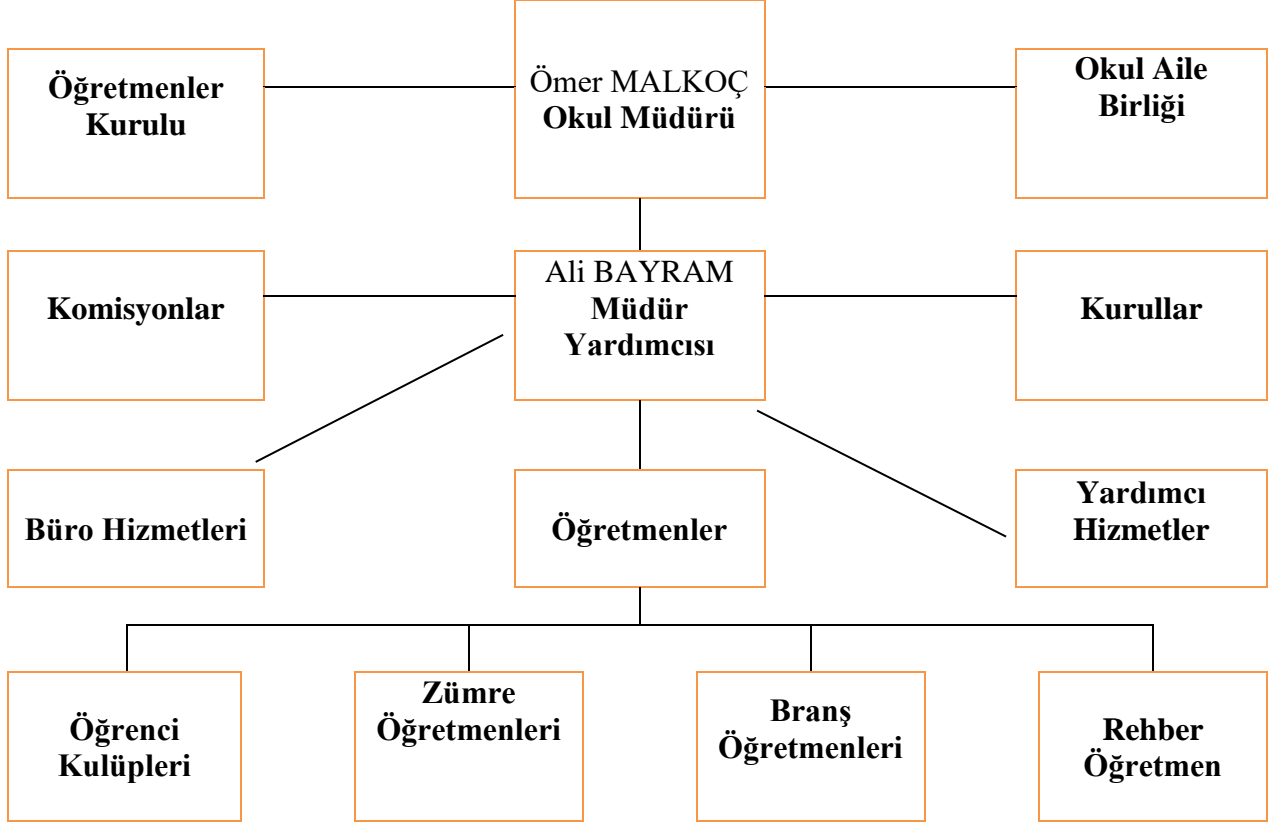 Öğretmenler
Kurulu
Ömer MALKOÇ
Okul Müdürü
Okul Aile
Birliği
Komisyonlar
Ali BAYRAM
Müdür
Yardımcısı
Kurullar
Büro Hizmetleri
Öğretmenler
Yardımcı
Hizmetler
Öğrenci
Kulüpleri
Zümre
Öğretmenleri
Branş
Öğretmenleri
Rehber
Öğretmen